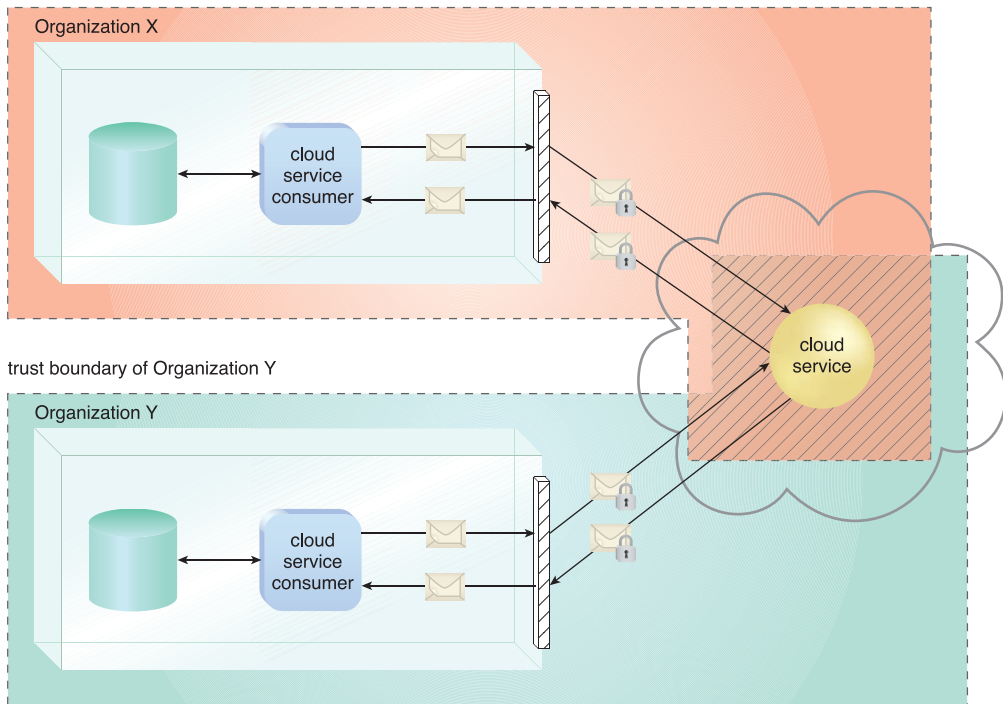 Organization X
cloud
service
consumer
cloud
service
trust boundary of Organization Y
Organization Y
cloud
service
consumer